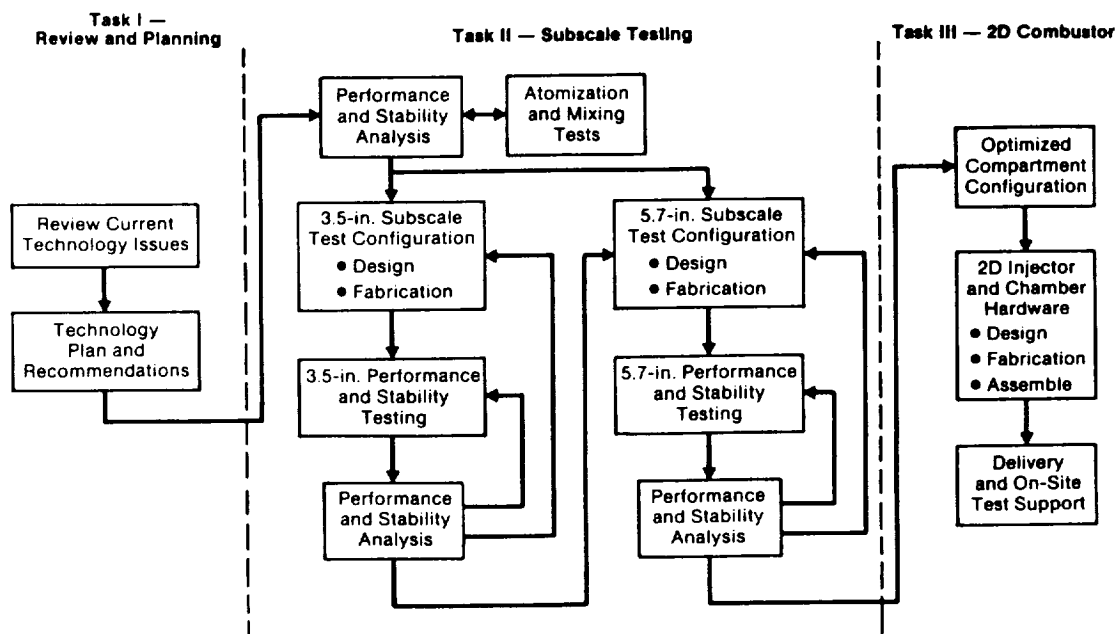 Task I —
Review and Planning
Task II — Subscale Testing
Task III — 2D Combustor
Review Current
Technology Issues
Technology
Plan and
Recommendations
Performance
and Stability
Analysis
Atomization
and Mixing
Tests
3.5-in. Subscale
Test Configuration
● Design
● Fabrication
3.5-in. Performance
and Stability
Testing
Performance
and Stability
Analysis
5.7-in. Subscale
Test Configuration
● Design
● Fabrication
5.7-in. Performance
and Stability
Testing
Performance
and Stability
Analysis
Optimized
Compartment
Configuration
2D Injector
and Chamber
Hardware
● Design
● Fabrication
● Assemble
Delivery
and On-Site
Test Support